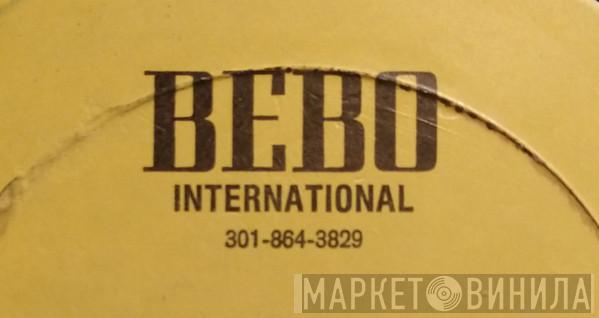 BEBO
INTERNATIONAL
301-864-3829
МАРКЕТ ВИНИЛА